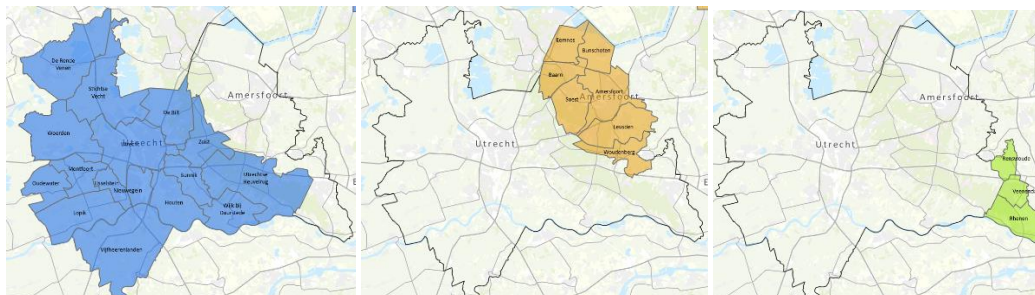 De Ronde
Venen
Stichtse
Vecht
Amersfoort
De Bilt
Woerden
Utrecht
Zeist
Montfoort
Oudewater
IJsselstein
Nieuwegein
Bunnik
Utrechtse
Heuvelrug
Lopik
Houten
Wijk bij
Duurstede
Vijfheerenlanden
Eemnes
Bunschoten
Baarn
Soest
Amersfoort
Amersfoort
Leusden
Utrecht
Woudenberg
E
Amersfoort
Utrecht
Renswoude
Rhenen